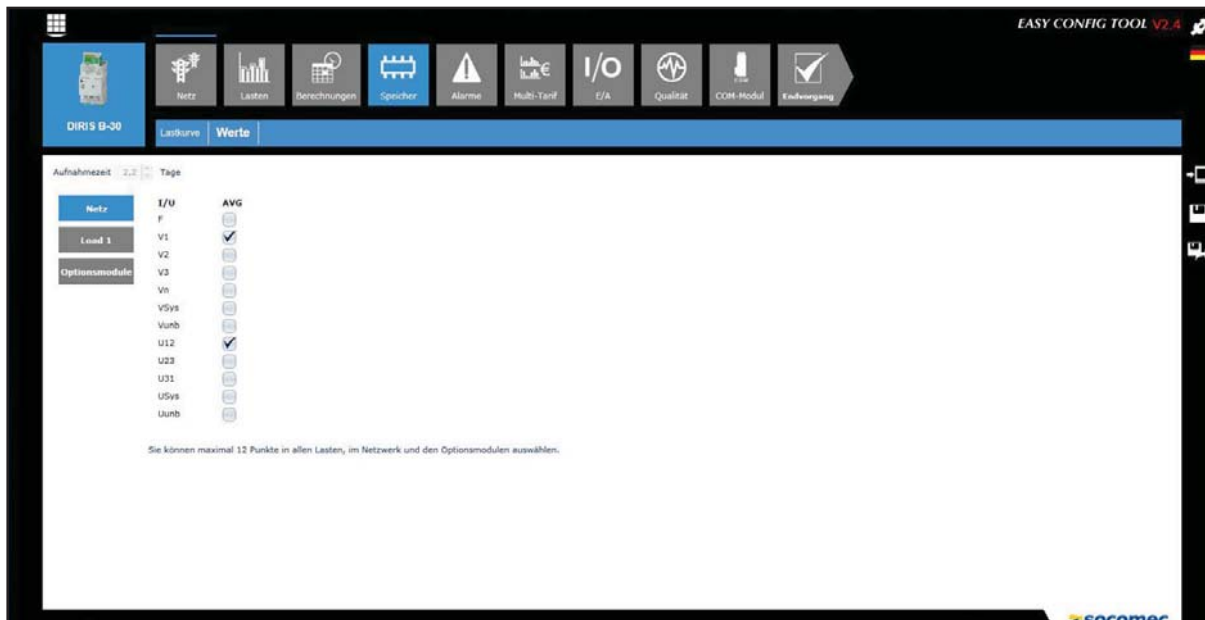 EASY CONFIG TOOL V2.4
Netz
Lasten
Berechnungen
Speicher
Alarme
Multi-Tarif
I/O
E/A
Qualität
COM-Modul
Endvorgang
DIRIS B-30
Lastkurve
Werte
Aufnahmezeit 2,2 Tage
Netz
Load 1
Optionsmodule
I/U AVG
F
V1
V2
V3
Vn
VSys
Vunb
U12
U23
U31
USys
Uunb
Sie können maximal 12 Punkte in allen Lasten, im Netzwerk und den Optionsmodulen auswählen.
socomec